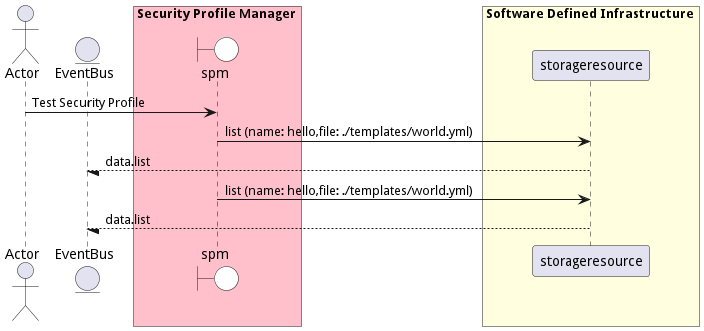 Security Profile Manager
Software Defined Infrastructure
Actor
EventBus
spm
storageresource
Test Security Profile
list (name: hello,file: ./templates/world.yml)
data.list
list (name: hello,file: ./templates/world.yml)
data.list
Actor
EventBus
spm
storageresource